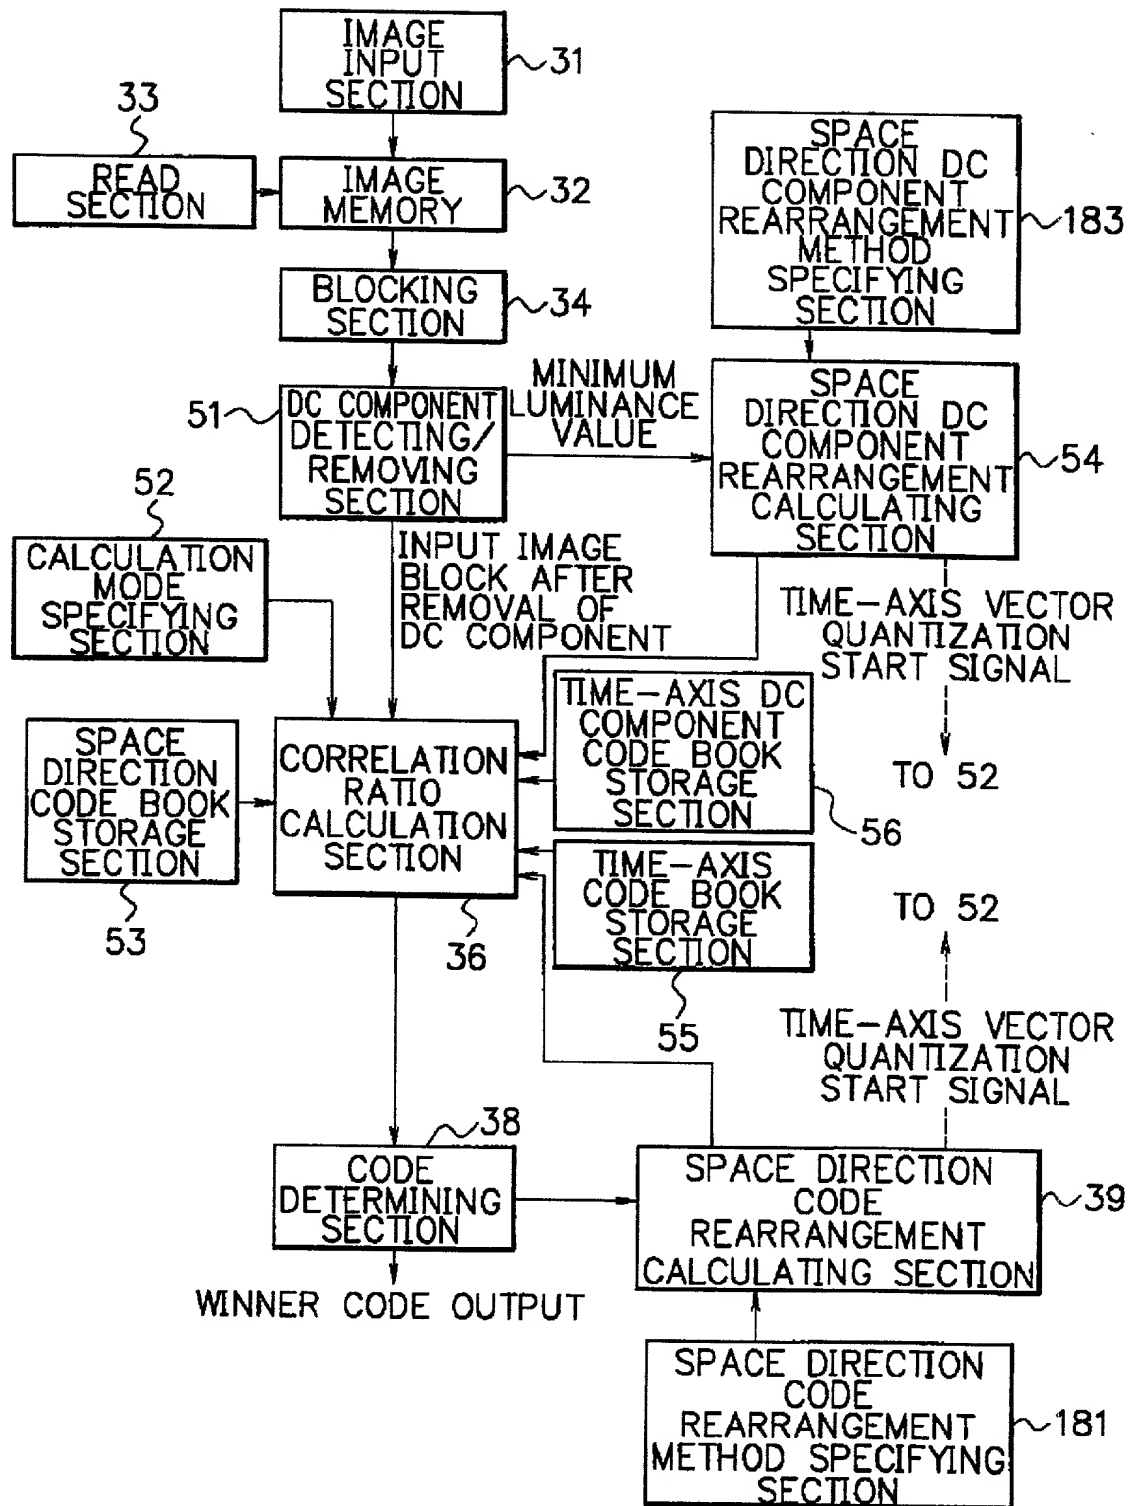 IMAGE
INPUT
SECTION
31
33
READ
SECTION
IMAGE
MEMORY
32
SPACE
DIRECTION DC
COMPONENT
REARRANGEMENT
METHOD
SPECIFYING
SECTION
183
BLOCKING
SECTION
34
51
DC COMPONENT
DETECTING/
REMOVING
SECTION
MINIMUM
LUMINANCE
VALUE
SPACE
DIRECTION DC
COMPONENT
REARRANGEMENT
CALCULATING
SECTION
54
52
CALCULATION
MODE
SPECIFYING
SECTION
INPUT IMAGE
BLOCK AFTER
REMOVAL OF
DC COMPONENT
TIME-AXIS VECTOR
QUANTIZATION
START SIGNAL
TO 52
SPACE
DIRECTION
CODE BOOK
STORAGE
SECTION
53
CORRELATION
RATIO
CALCULATION
SECTION
36
TIME-AXIS DC
COMPONENT
CODE BOOK
STORAGE
SECTION
56
TIME-AXIS
CODE BOOK
STORAGE
SECTION
55
TO 52
TIME-AXIS VECTOR
QUANTIZATION
START SIGNAL
38
CODE
DETERMINING
SECTION
WINNER CODE OUTPUT
SPACE DIRECTION
CODE
REARRANGEMENT
CALCULATING SECTION
39
SPACE DIRECTION
CODE
REARRANGEMENT
METHOD SPECIFYING
SECTION
181